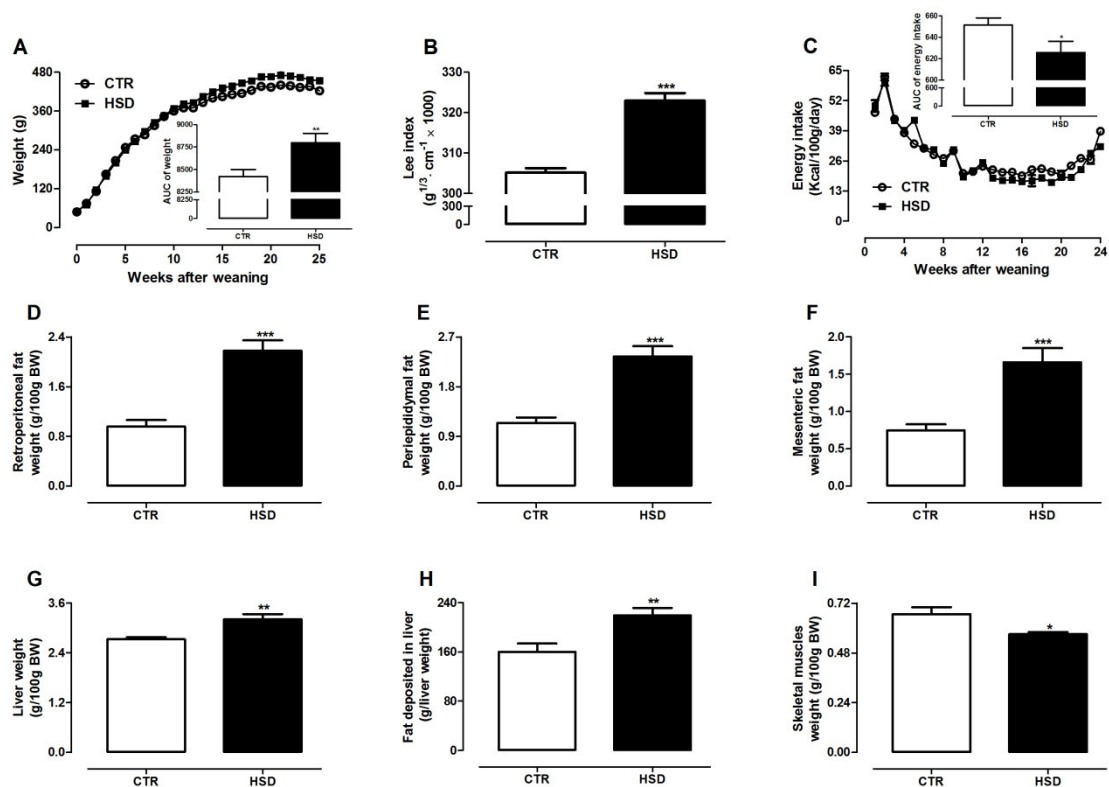 A
480
360
240
120
0
Weight (g)
CTR
HSD
9000
8750
8500
8250
8250
0
AUC of weight
**
CTR
HSD
0
5
10
15
20
25
Weeks after weaning
B
330
320
310
300
300
0
Lee index
(g1/3· cm-1 × 1000)
***
CTR
HSD
C
65
52
39
26
13
0
Energy intake
(Kcal/100g/day)
660
640
620
600
600
0
AUC of energy intake
*
CTR
HSD
CTR
HSD
0
4
8
12
16
20
24
Weeks after weaning
D
2.4
1.6
0.8
0.0
Retroperitoneal fat
weight (g/100g BW)
***
CTR
HSD
E
2.7
1.8
0.9
0.0
Periepididymal fat
weight (g/100g BW)
***
CTR
HSD
F
2.0
1.5
1.0
0.5
0.0
Mesenteric fat
weight (g/100g BW)
***
CTR
HSD
G
3.6
2.4
1.2
0.0
Liver weight
(g/100g BW)
**
CTR
HSD
H
240
160
80
0
Fat deposited in liver
(g/liver weight)
**
CTR
HSD
I
0.72
0.48
0.24
0.00
Skeletal muscles
weight (g/100g BW)
*
CTR
HSD